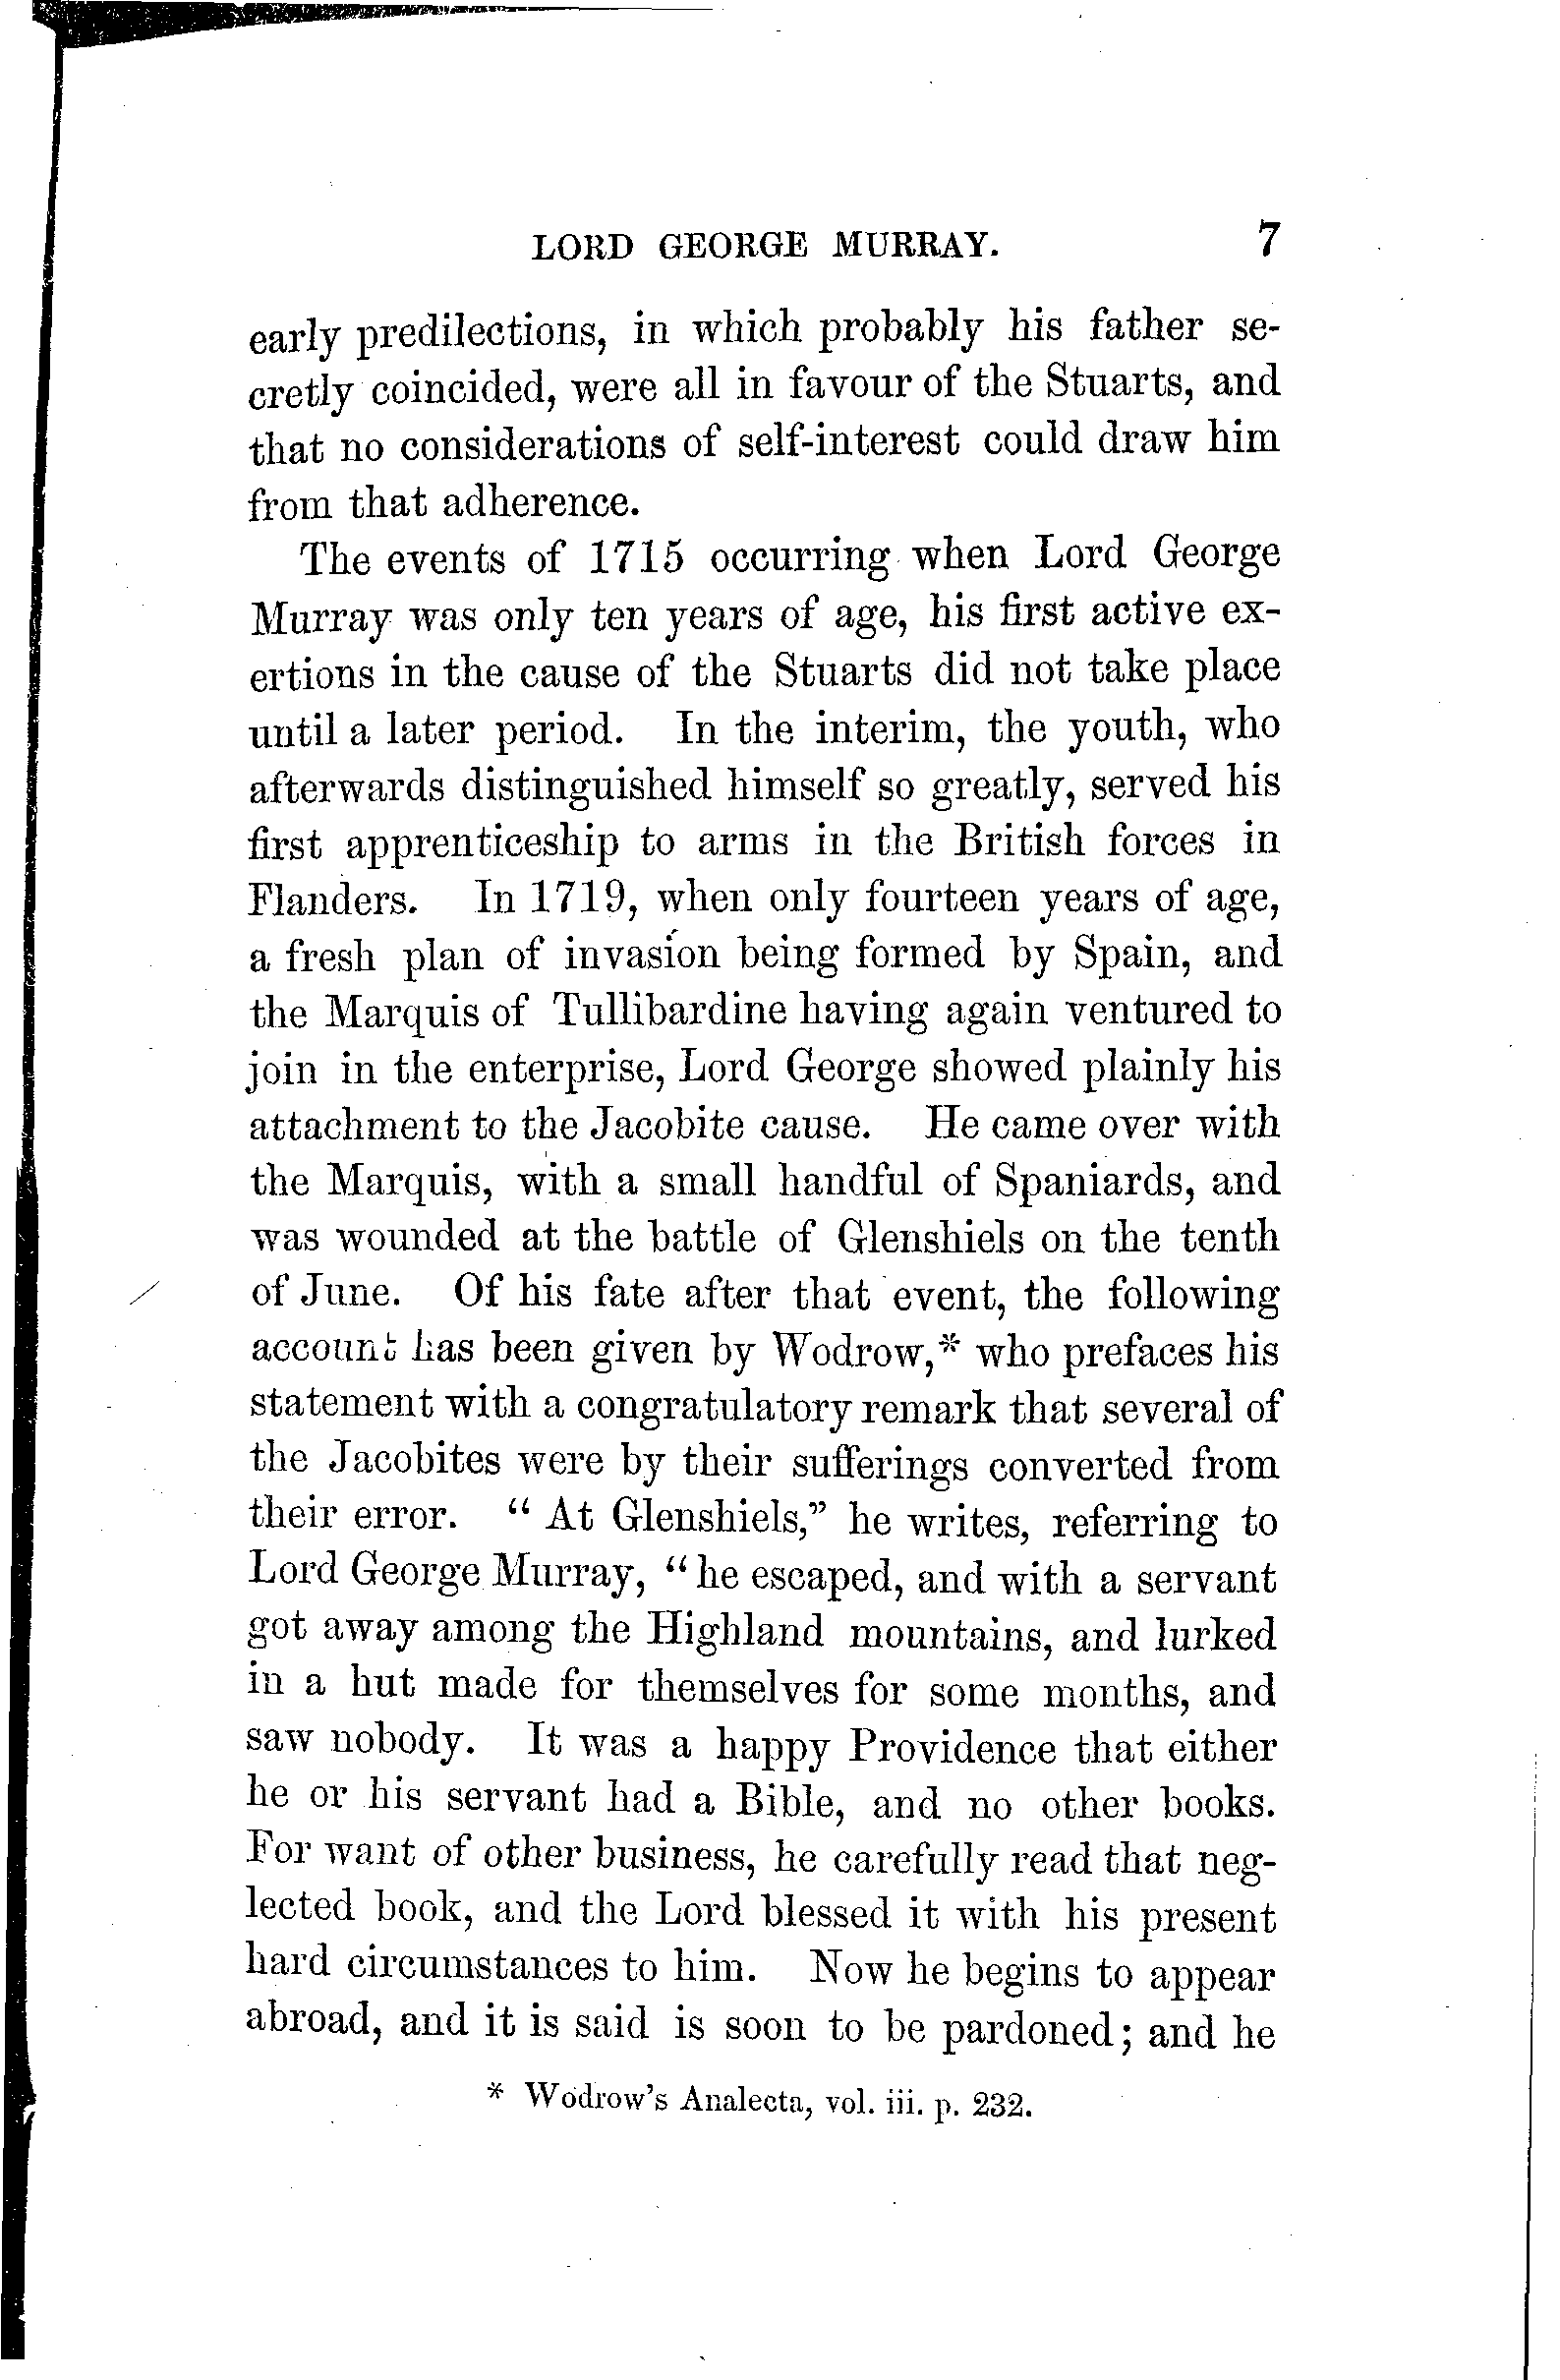 LORD GEORGE MURRAY. 7
early predilections, in which probably his father se-
cretly coincided, were all in favour of the Stuarts, and
that no considerations of self-interest could draw him
from that adherence.
The events of 1715 occurring when Lord George
Murray was only ten years of age, his first active ex-
ertions in the cause of the Stuarts did not take place
until a later period. In the interim, the youth, who
afterwards distinguished himself so greatly, served his
first apprenticeship to arms in the British forces in
Flanders. In 1719, when only fourteen years of age,
a fresh plan of invasion being formed by Spain, and
the Marquis of Tullibardine having again ventured to
join in the enterprise, Lord George showed plainly his
attachment to the Jacobite cause. He came over with
the Marquis, with a small handful of Spaniards, and
was wounded at the battle of Glenshiels on the tenth
of June. Of his fate after that event, the following
account has been given by Wodrow,* who prefaces his
statement with a congratulatory remark that several of
the Jacobites were by their sufferings converted from
their error. “ At Glenshiels,” he writes, referring to
Lord George Murray, “ he escaped, and with a servant
got away among the Highland mountains, and lurked
in a hut made for themselves for some months, and
saw nobody. It was a happy Providence that either
he or his servant had a Bible, and no other books.
For want of other business, he carefully read that neg-
lected book, and the Lord blessed it with his present
hard circumstances to him. Now he begins to appear
abroad, and it is said is soon to be pardoned; and he
* Wodrow's Analecta, vol. iii. p. 232.